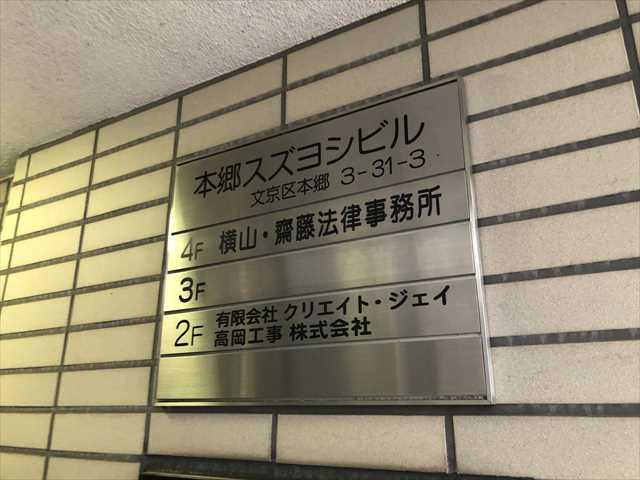 本郷スズヨシビル
文京区本郷 3-31-3
4F 横山・齋藤法律事務所
3F
2F 有限会社 クリエイト・ジェイ
高岡工事 株式会社